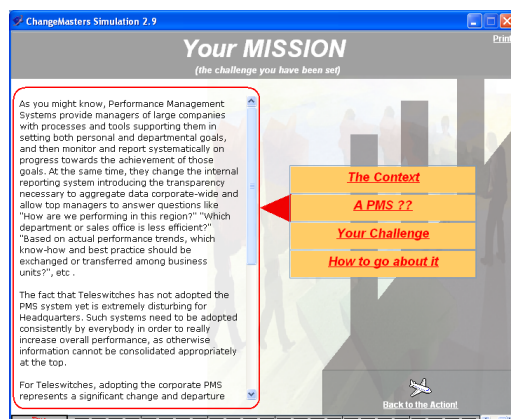 ChangeMasters Simulation 2.9
Your MISSION
Print
(the challenge you have been set)
As you might know, Performance Management
Systems provide managers of large companies
with processes and tools supporting them in
setting both personal and departmental goals,
and then monitor and report systematically on
progress towards the achievement of those
goals. At the same time, they change the internal
reporting system introducing the transparency
necessary to aggregate data corporate-wide and
allow top managers to answer questions like
"How are we performing in this region?" "Which
department or sales office is less efficient?"
"Based on actual performance trends, which
know-how and best practice should be
exchanged or transferred among business
units?", etc .
The fact that Teleswitches has not adopted the
PMS system yet is extremely disturbing for
Headquarters. Such systems need to be adopted
consistently by everybody in order to really
increase overall performance, as otherwise
information cannot be consolidated appropriately
at the top.
For Teleswitches, adopting the corporate PMS
represents a significant change and departure
The Context
A PMS ??
Your Challenge
How to go about it
Back to the Action!